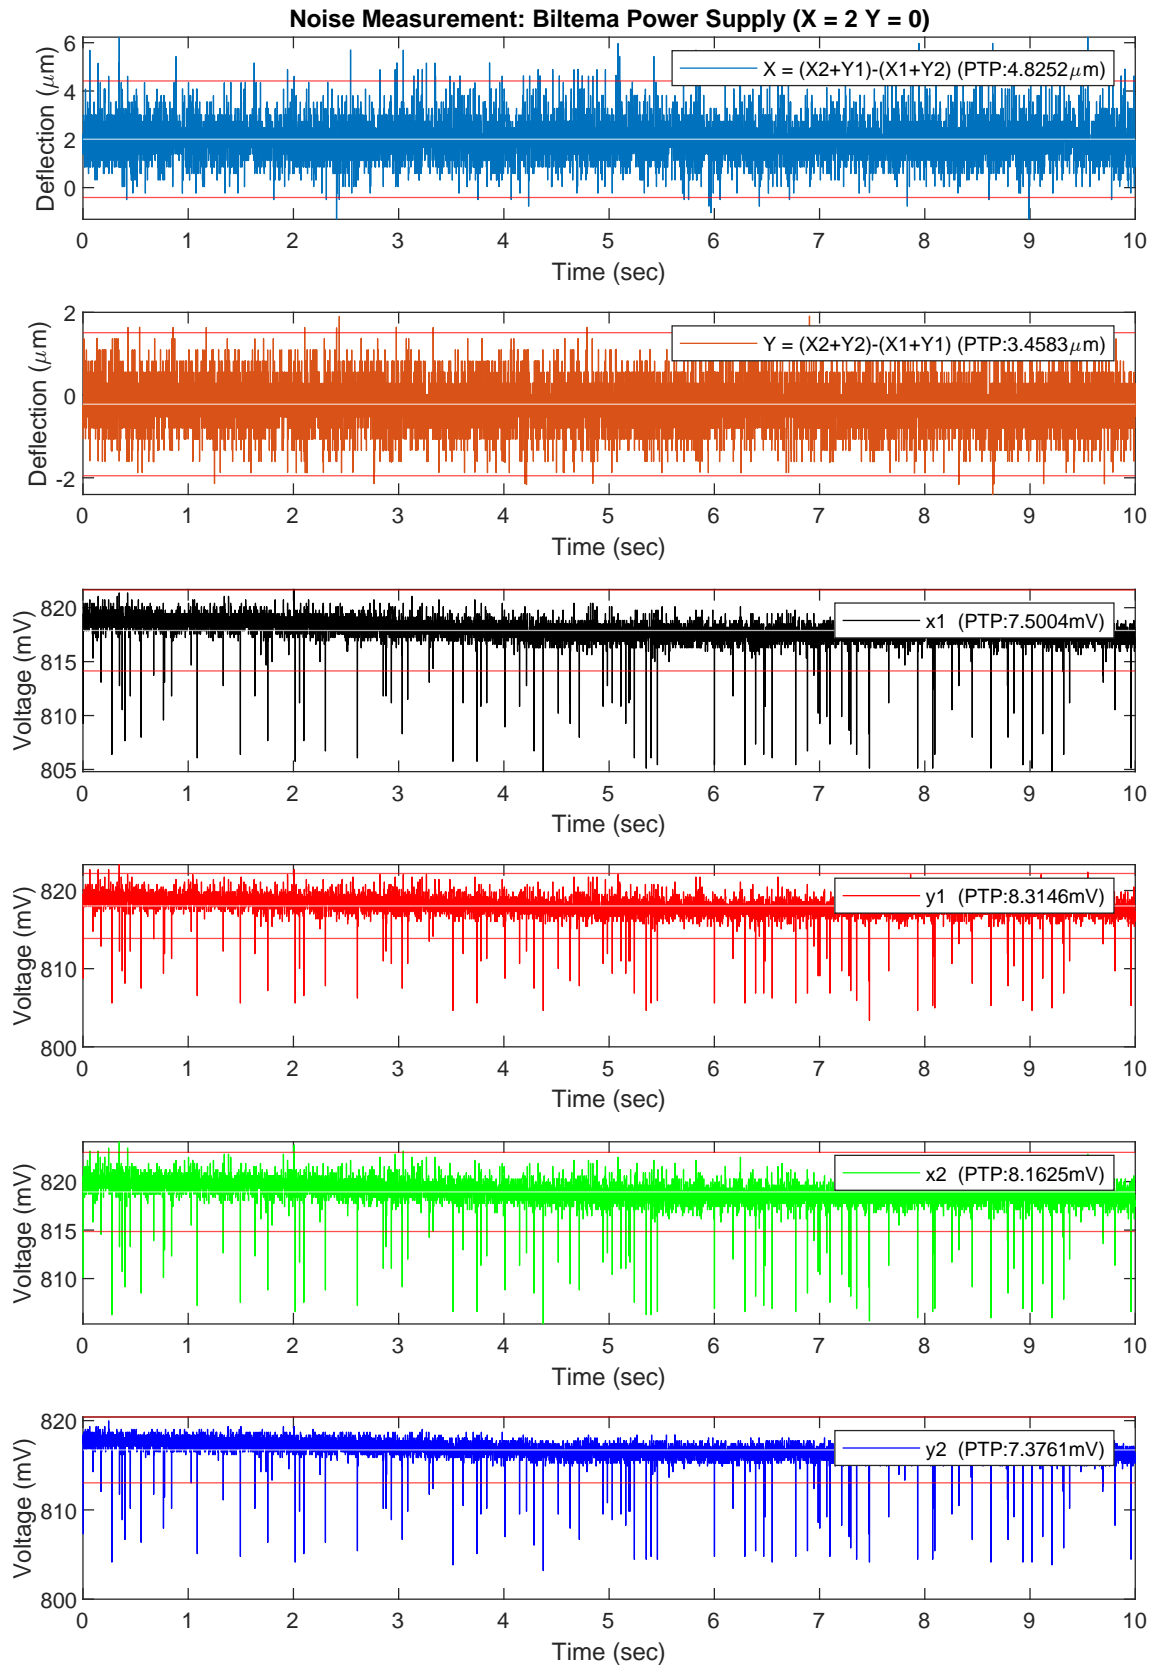 Noise Measurement: Biltema Power Supply (X = 2 Y = 0)
Deflection (μm)
6
4
2
0
X = (X2+Y1)-(X1+Y2) (PTP:4.8252μm)
0 1 2 3 4 5 6 7 8 9 10
Time (sec)
Deflection (μm)
2
0
-2
Y = (X2+Y2)-(X1+Y1) (PTP:3.4583μm)
0 1 2 3 4 5 6 7 8 9 10
Time (sec)
Voltage (mV)
820
815
810
805
x1 (PTP:7.5004mV)
0 1 2 3 4 5 6 7 8 9 10
Time (sec)
Voltage (mV)
820
810
800
y1 (PTP:8.3146mV)
0 1 2 3 4 5 6 7 8 9 10
Time (sec)
Voltage (mV)
820
815
810
x2 (PTP:8.1625mV)
0 1 2 3 4 5 6 7 8 9 10
Time (sec)
Voltage (mV)
820
810
800
y2 (PTP:7.3761mV)
0 1 2 3 4 5 6 7 8 9 10
Time (sec)